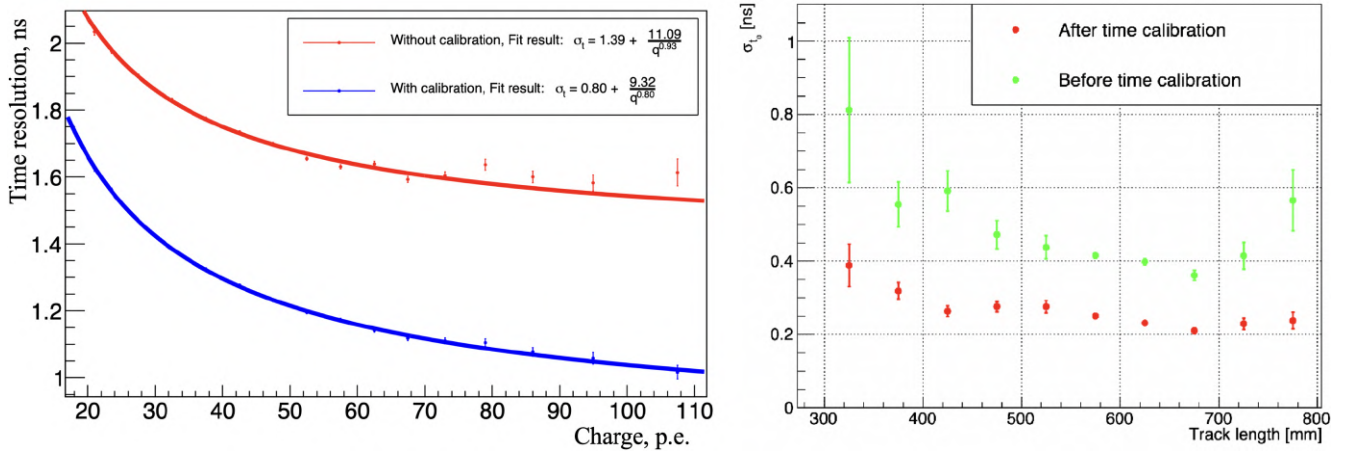 Time resolution, ns
2
1.8
1.6
1.4
1.2
1
Without calibration, Fit result: σt = 1.39 + 11.09/q^0.93
With calibration, Fit result: σt = 0.80 + 9.32/q^0.80
20 30 40 50 60 70 80 90 100 110
Charge, p.e.
σt0 [ns]
1
0.8
0.6
0.4
0.2
0
After time calibration
Before time calibration
300 400 500 600 700 800
Track length [mm]